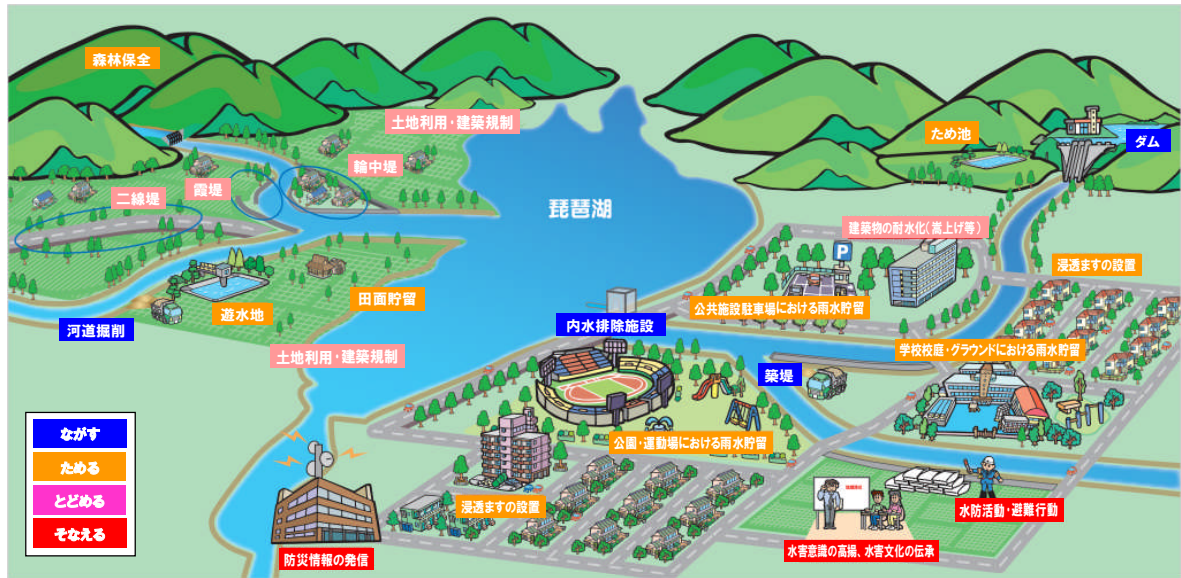 森林保全
土地利用・建築規制
輪中堤
霞堤
二線堤
ため池
ダム
琵琶湖
建築物の耐水化(嵩上げ等)
P
浸透ますの設置
公共施設駐車場における雨水貯留
田面貯留
遊水地
河道掘削
内水排除施設
土地利用・建築規制
学校校庭・グラウンドにおける雨水貯留
築堤
公園・運動場における雨水貯留
浸透ますの設置
水防活動・避難行動
水害意識の高揚、水害文化の伝承
防災情報の発信
ながす
ためる
とどめる
そなえる